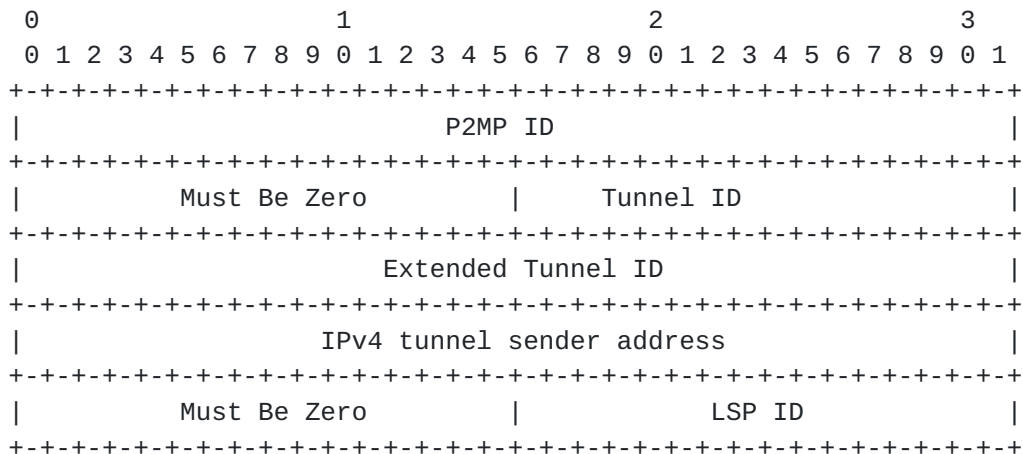 0                   1                   2                   3
 0 1 2 3 4 5 6 7 8 9 0 1 2 3 4 5 6 7 8 9 0 1 2 3 4 5 6 7 8 9 0 1
+-+-+-+-+-+-+-+-+-+-+-+-+-+-+-+-+-+-+-+-+-+-+-+-+-+-+-+-+-+-+-+-+
|                           P2MP ID                             |
+-+-+-+-+-+-+-+-+-+-+-+-+-+-+-+-+-+-+-+-+-+-+-+-+-+-+-+-+-+-+-+-+
|          Must Be Zero         |     Tunnel ID                 |
+-+-+-+-+-+-+-+-+-+-+-+-+-+-+-+-+-+-+-+-+-+-+-+-+-+-+-+-+-+-+-+-+
|                       Extended Tunnel ID                      |
+-+-+-+-+-+-+-+-+-+-+-+-+-+-+-+-+-+-+-+-+-+-+-+-+-+-+-+-+-+-+-+-+
|                   IPv4 tunnel sender address                  |
+-+-+-+-+-+-+-+-+-+-+-+-+-+-+-+-+-+-+-+-+-+-+-+-+-+-+-+-+-+-+-+-+
|          Must Be Zero         |            LSP ID             |
+-+-+-+-+-+-+-+-+-+-+-+-+-+-+-+-+-+-+-+-+-+-+-+-+-+-+-+-+-+-+-+-+